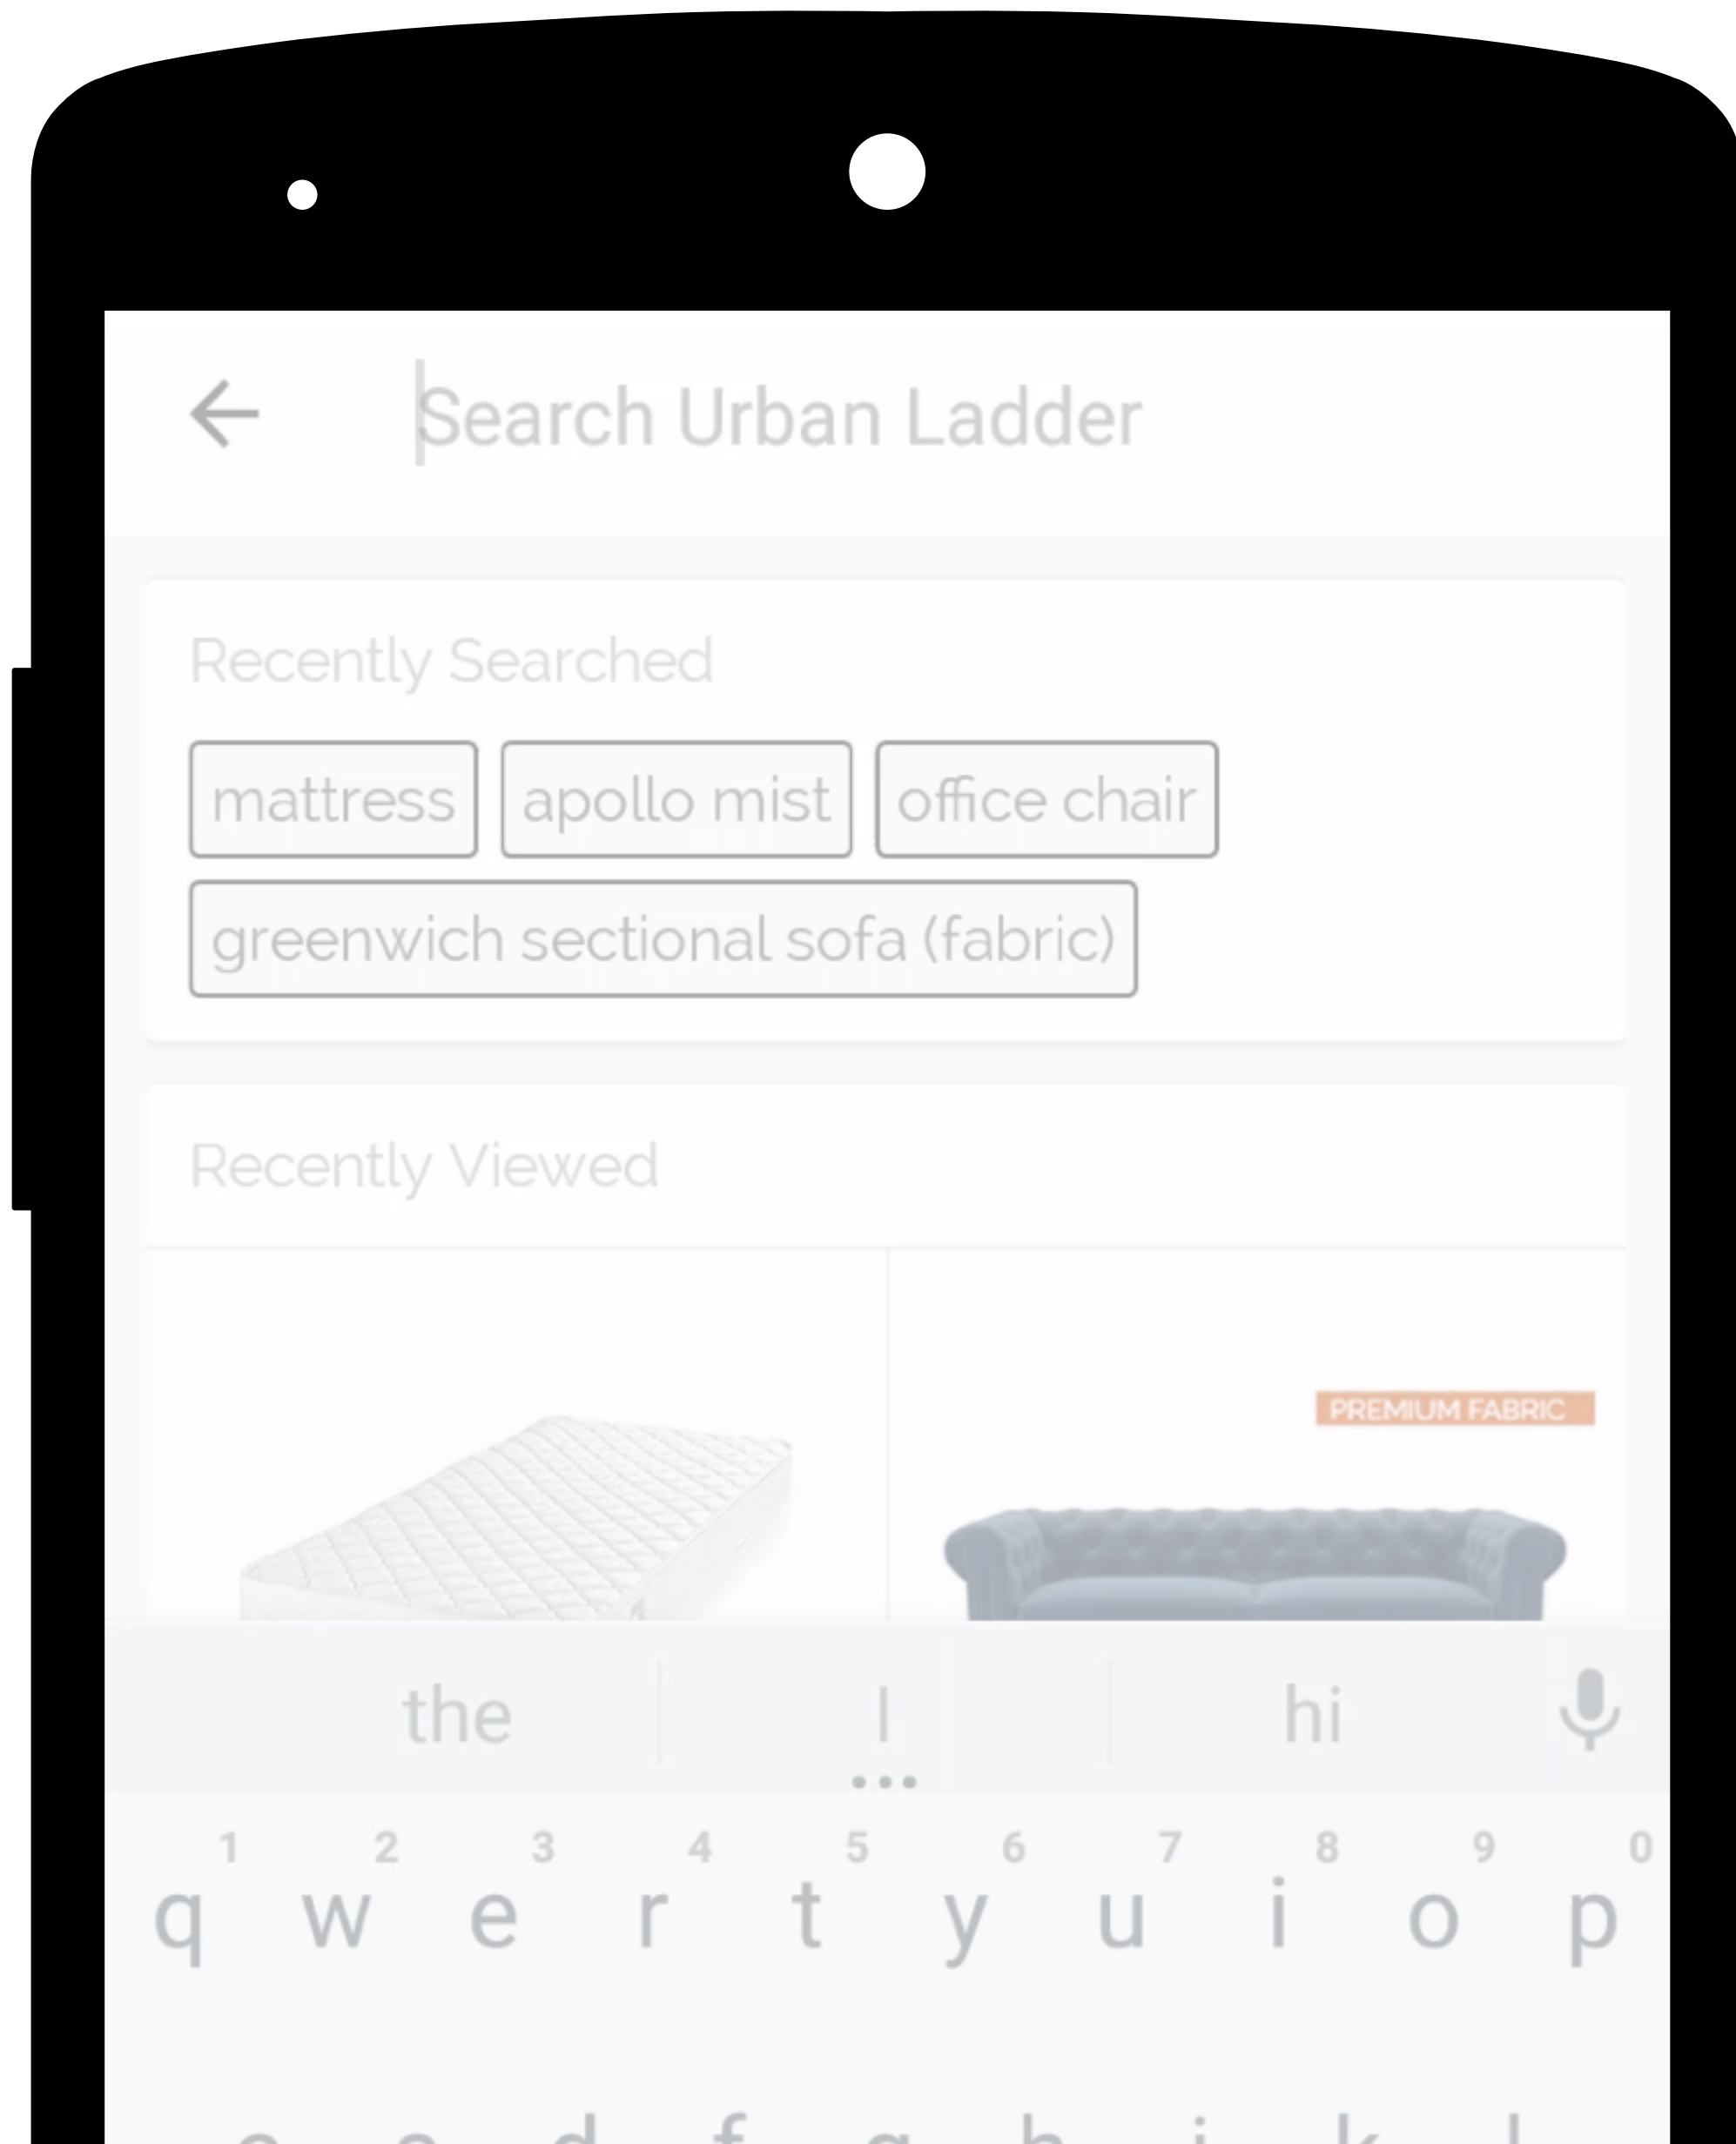 Search Urban Ladder
Recently Searched
mattress apollo mist office chair
greenwich sectional sofa (fabric)
Recently Viewed
PREMIUM FABRIC
the I hi
1 2 3 4 5 6 7 8 9 0
q w e r t y u i o p
a s d f g h j k l